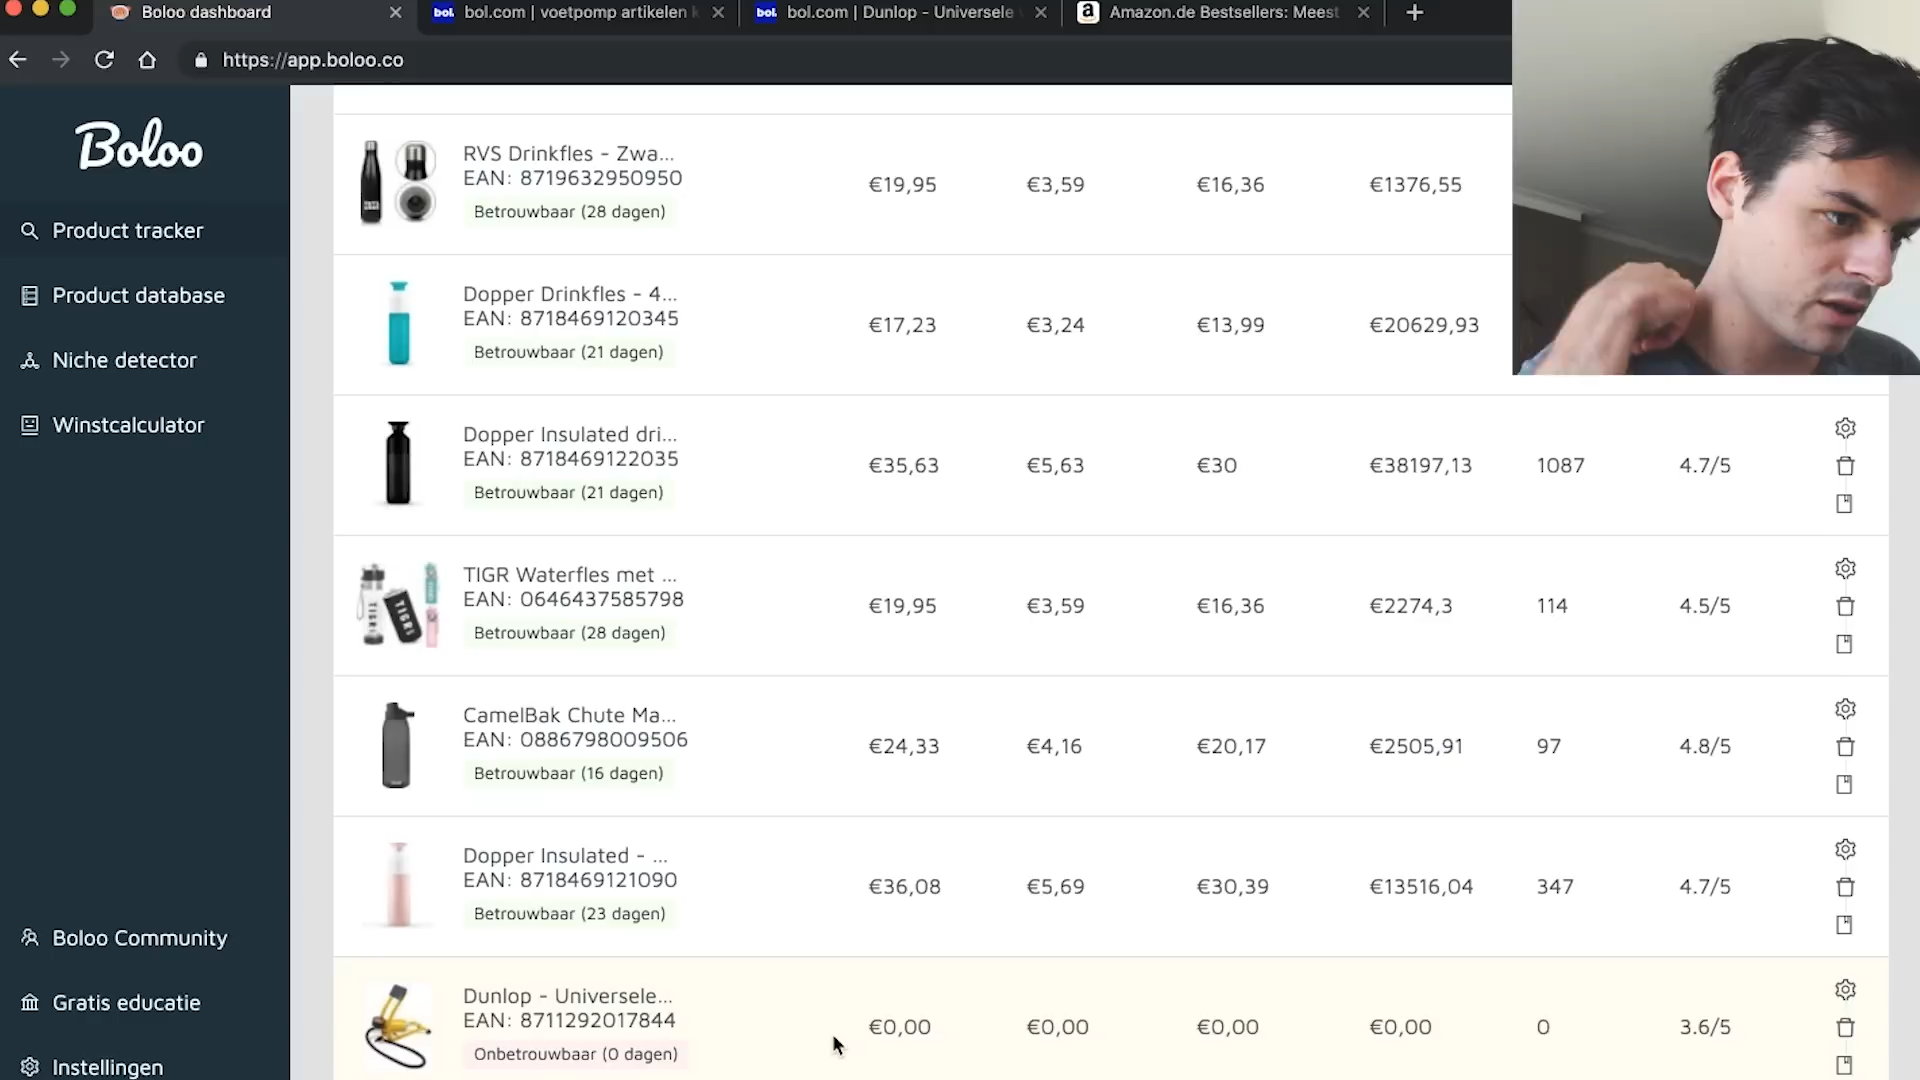 Boloo dashboard
bol.com | voetpomp artikelen k
bol.com | Dunlop - Universele v
Amazon.de Bestsellers: Meest
https://app.boloo.co
Boloo
Product tracker
Product database
Niche detector
Winstcalculator
Boloo Community
Gratis educatie
Instellingen
RVS Drinkfles - Zwa...
EAN: 8719632950950
Betrouwbaar (28 dagen)
€19,95
€3,59
€16,36
€1376,55
Dopper Drinkfles - 4...
EAN: 8718469120345
Betrouwbaar (21 dagen)
€17,23
€3,24
€13,99
€20629,93
Dopper Insulated dri...
EAN: 8718469122035
Betrouwbaar (21 dagen)
€35,63
€5,63
€30
€38197,13
1087
4.7/5
TIGR
TIGR
TIGR Waterfles met ...
EAN: 0646437585798
Betrouwbaar (28 dagen)
€19,95
€3,59
€16,36
€2274,3
114
4.5/5
CamelBak Chute Ma...
EAN: 0886798009506
Betrouwbaar (16 dagen)
€24,33
€4,16
€20,17
€2505,91
97
4.8/5
Dopper Insulated - ...
EAN: 8718469121090
Betrouwbaar (23 dagen)
€36,08
€5,69
€30,39
€13516,04
347
4.7/5
Dunlop - Universele...
EAN: 8711292017844
Onbetrouwbaar (0 dagen)
€0,00
€0,00
€0,00
€0,00
0
3.6/5